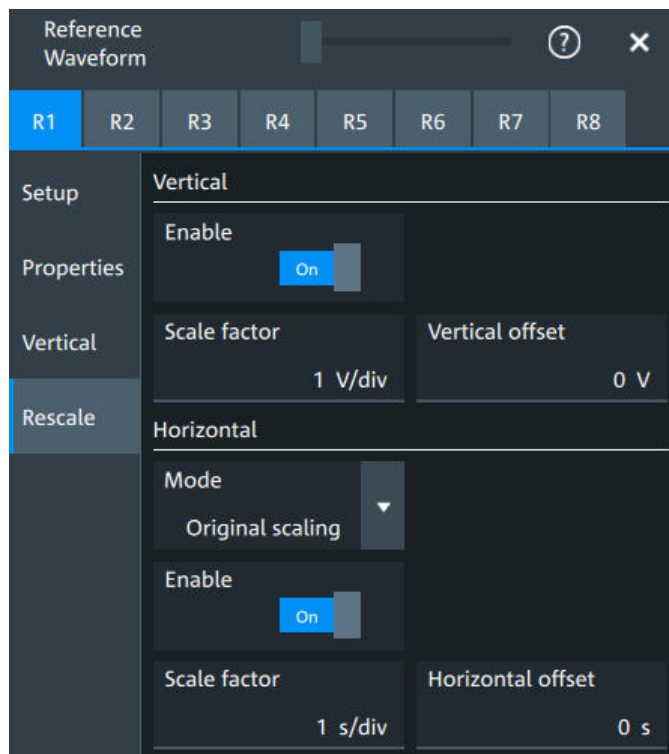 Reference
Waveform
?
×
R1 R2 R3 R4 R5 R6 R7 R8
Setup
Properties
Vertical
Rescale
Vertical
Enable
On
Scale factor
1 V/div
Vertical offset
0 V
Horizontal
Mode
Original scaling
Enable
On
Scale factor
1 s/div
Horizontal offset
0 s